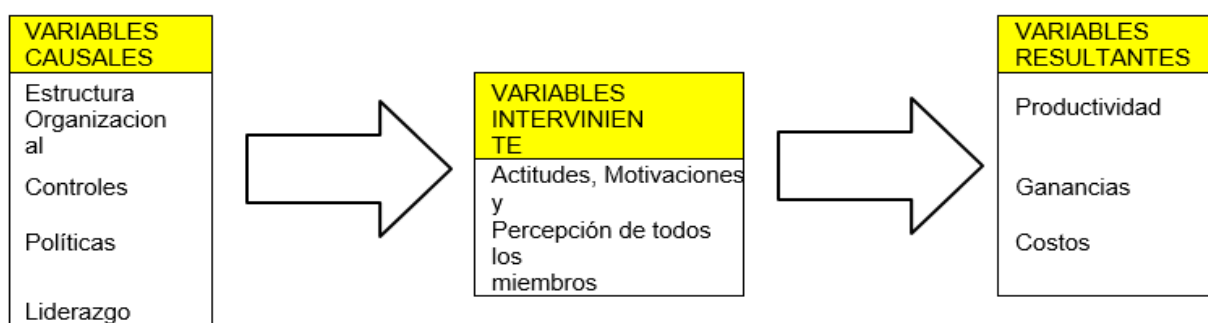 VARIABLES
CAUSALES
Estructura
Organizacion
al
Controles
Políticas
Liderazgo
VARIABLES
INTERVINIEN
TE
Actitudes, Motivaciones
y
Percepción de todos
los
miembros
VARIABLES
RESULTANTES
Productividad
Ganancias
Costos